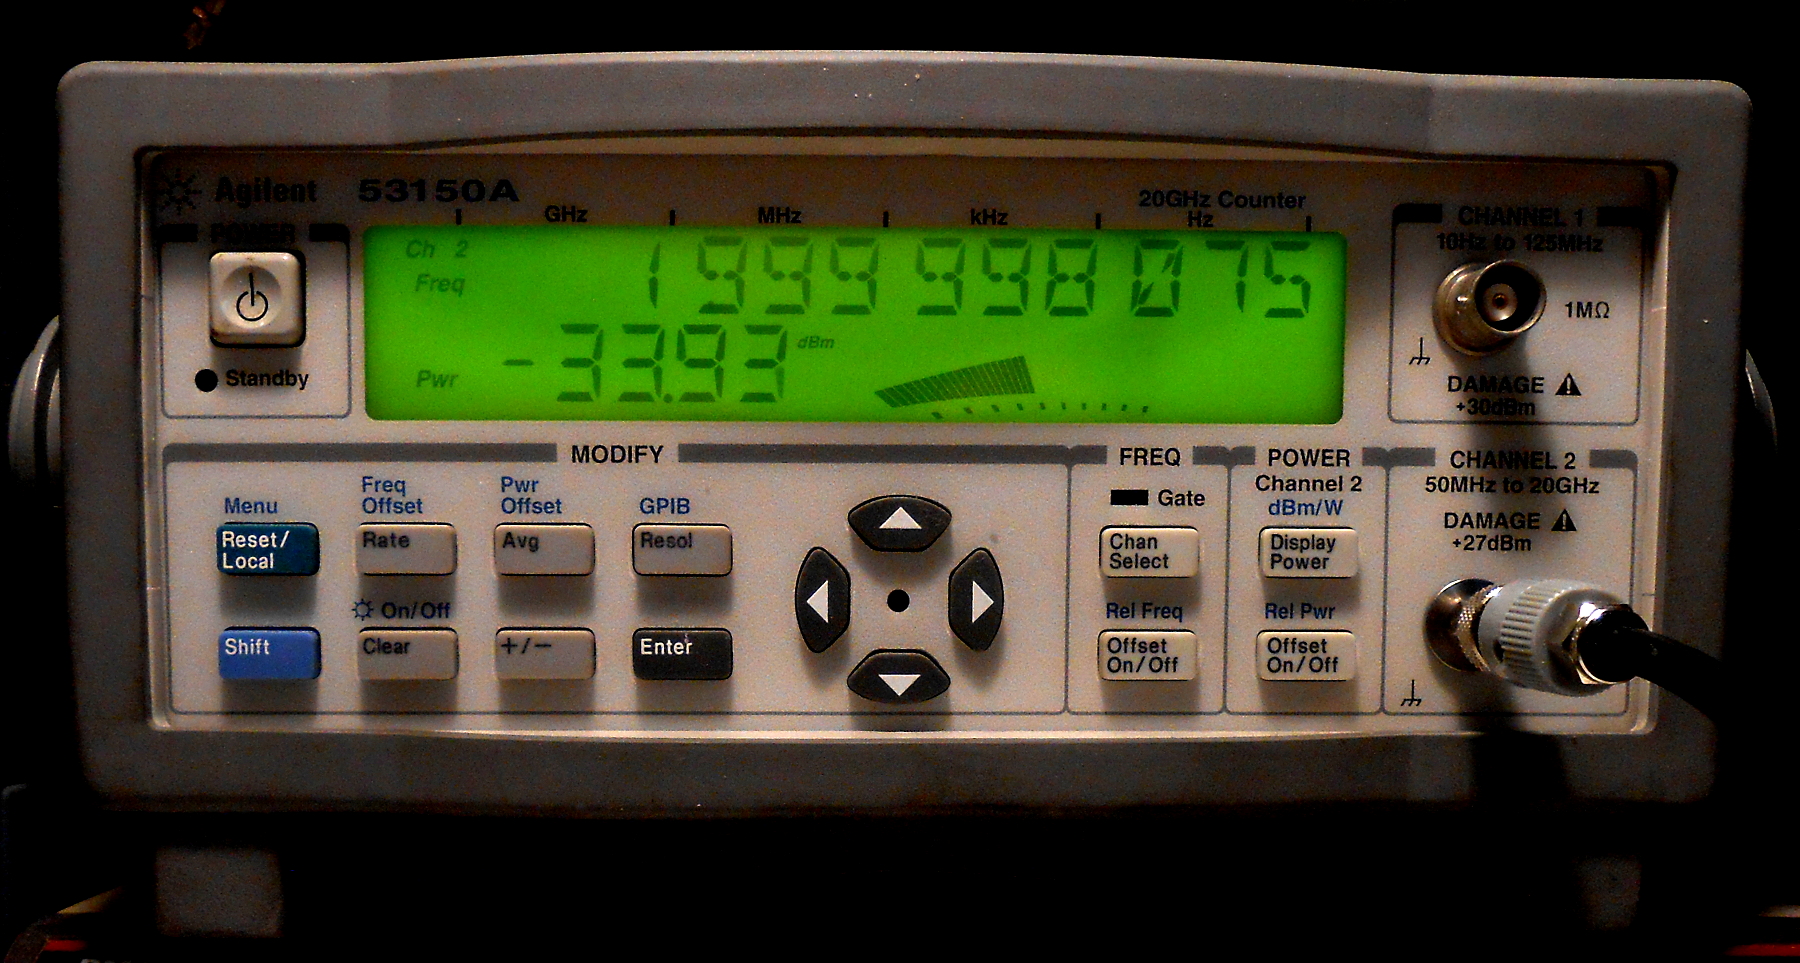 Agilent 53150A
20GHz Counter
GHz MHz kHz Hz
POWER
Standby
Ch 2
Freq
1 999 998 075
Pwr
-33.93 dBm
CHANNEL 1
10Hz to 125MHz
1MΩ
DAMAGE
+30dBm
MODIFY
Menu
Freq Offset
Pwr Offset
GPIB
Reset/
Local
Rate
Avg
Resol
On/Off
Shift
Clear
+/−
Enter
FREQ
Gate
Chan
Select
Rel Freq
Offset
On/Off
POWER
Channel 2
dBm/W
Display
Power
Rel Pwr
Offset
On/Off
CHANNEL 2
50MHz to 20GHz
DAMAGE
+27dBm